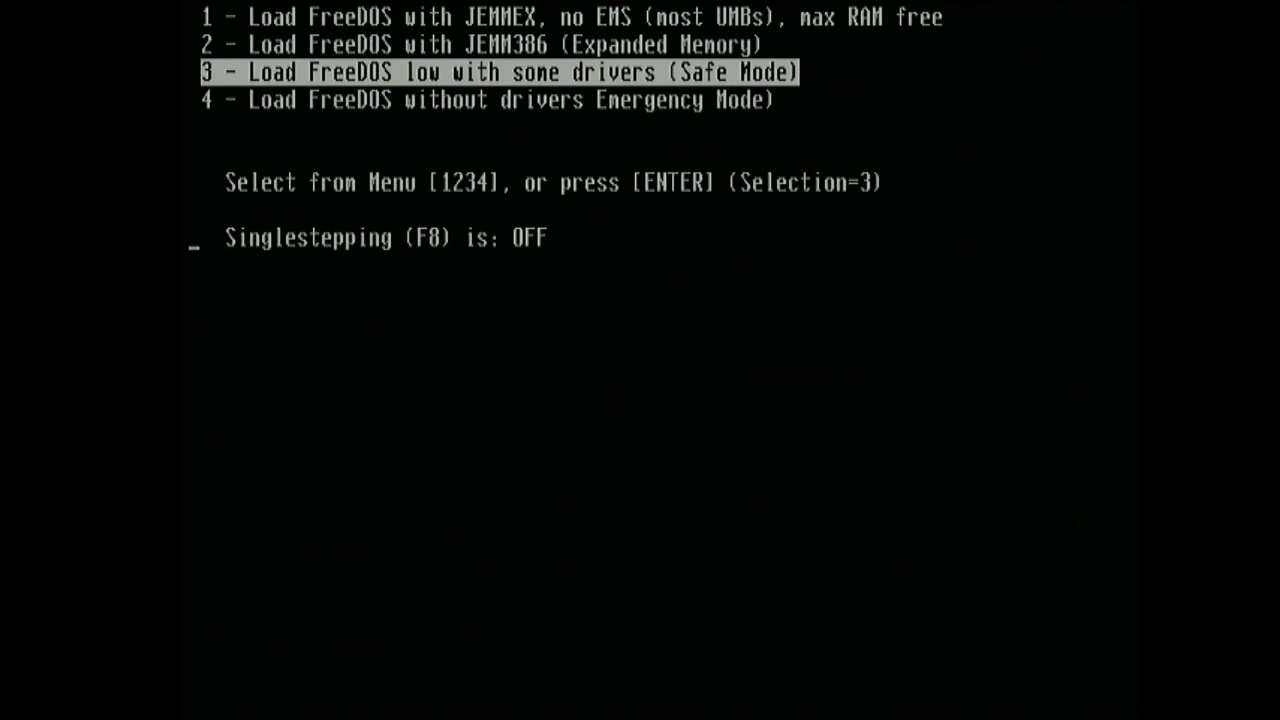 1 - Load FreeDOS with JEMMEX, no EMS (most UMBs), max RAM free
2 - Load FreeDOS with JEMM386 (Expanded Memory)
3 - Load FreeDOS low with some drivers (Safe Mode)
4 - Load FreeDOS without drivers Emergency Mode)
Select from Menu [1234], or press [ENTER] (Selection=3)
_ Singlestepping (F8) is: OFF